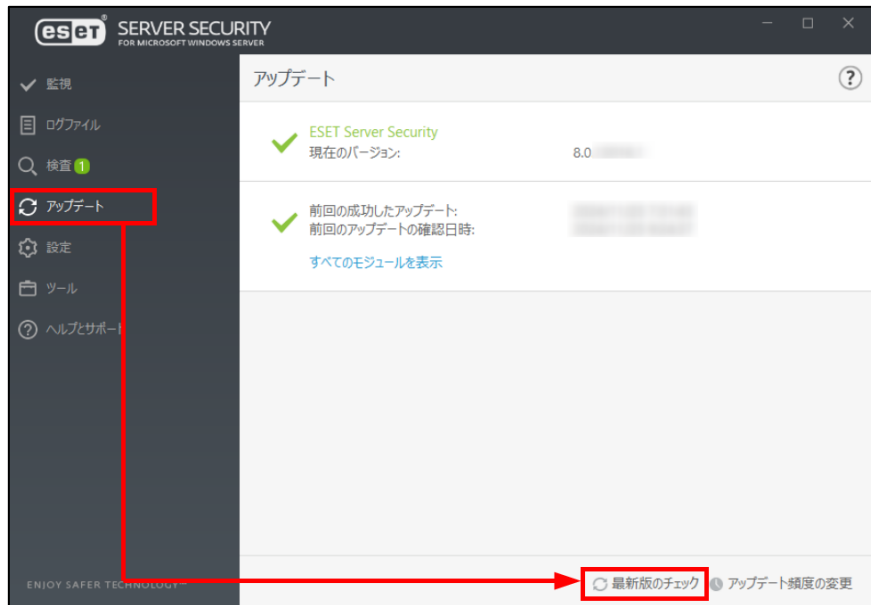 eset® SERVER SECURITY
FOR MICROSOFT WINDOWS SERVER
監視
ログファイル
検査 1
アップデート
設定
ツール
ヘルプとサポート
ENJOY SAFER TECHNOLOGY™
アップデート
?
ESET Server Security
現在のバージョン: 8.0
前回の成功したアップデート:
前回のアップデートの確認日時:
すべてのモジュールを表示
最新版のチェック アップデート頻度の変更